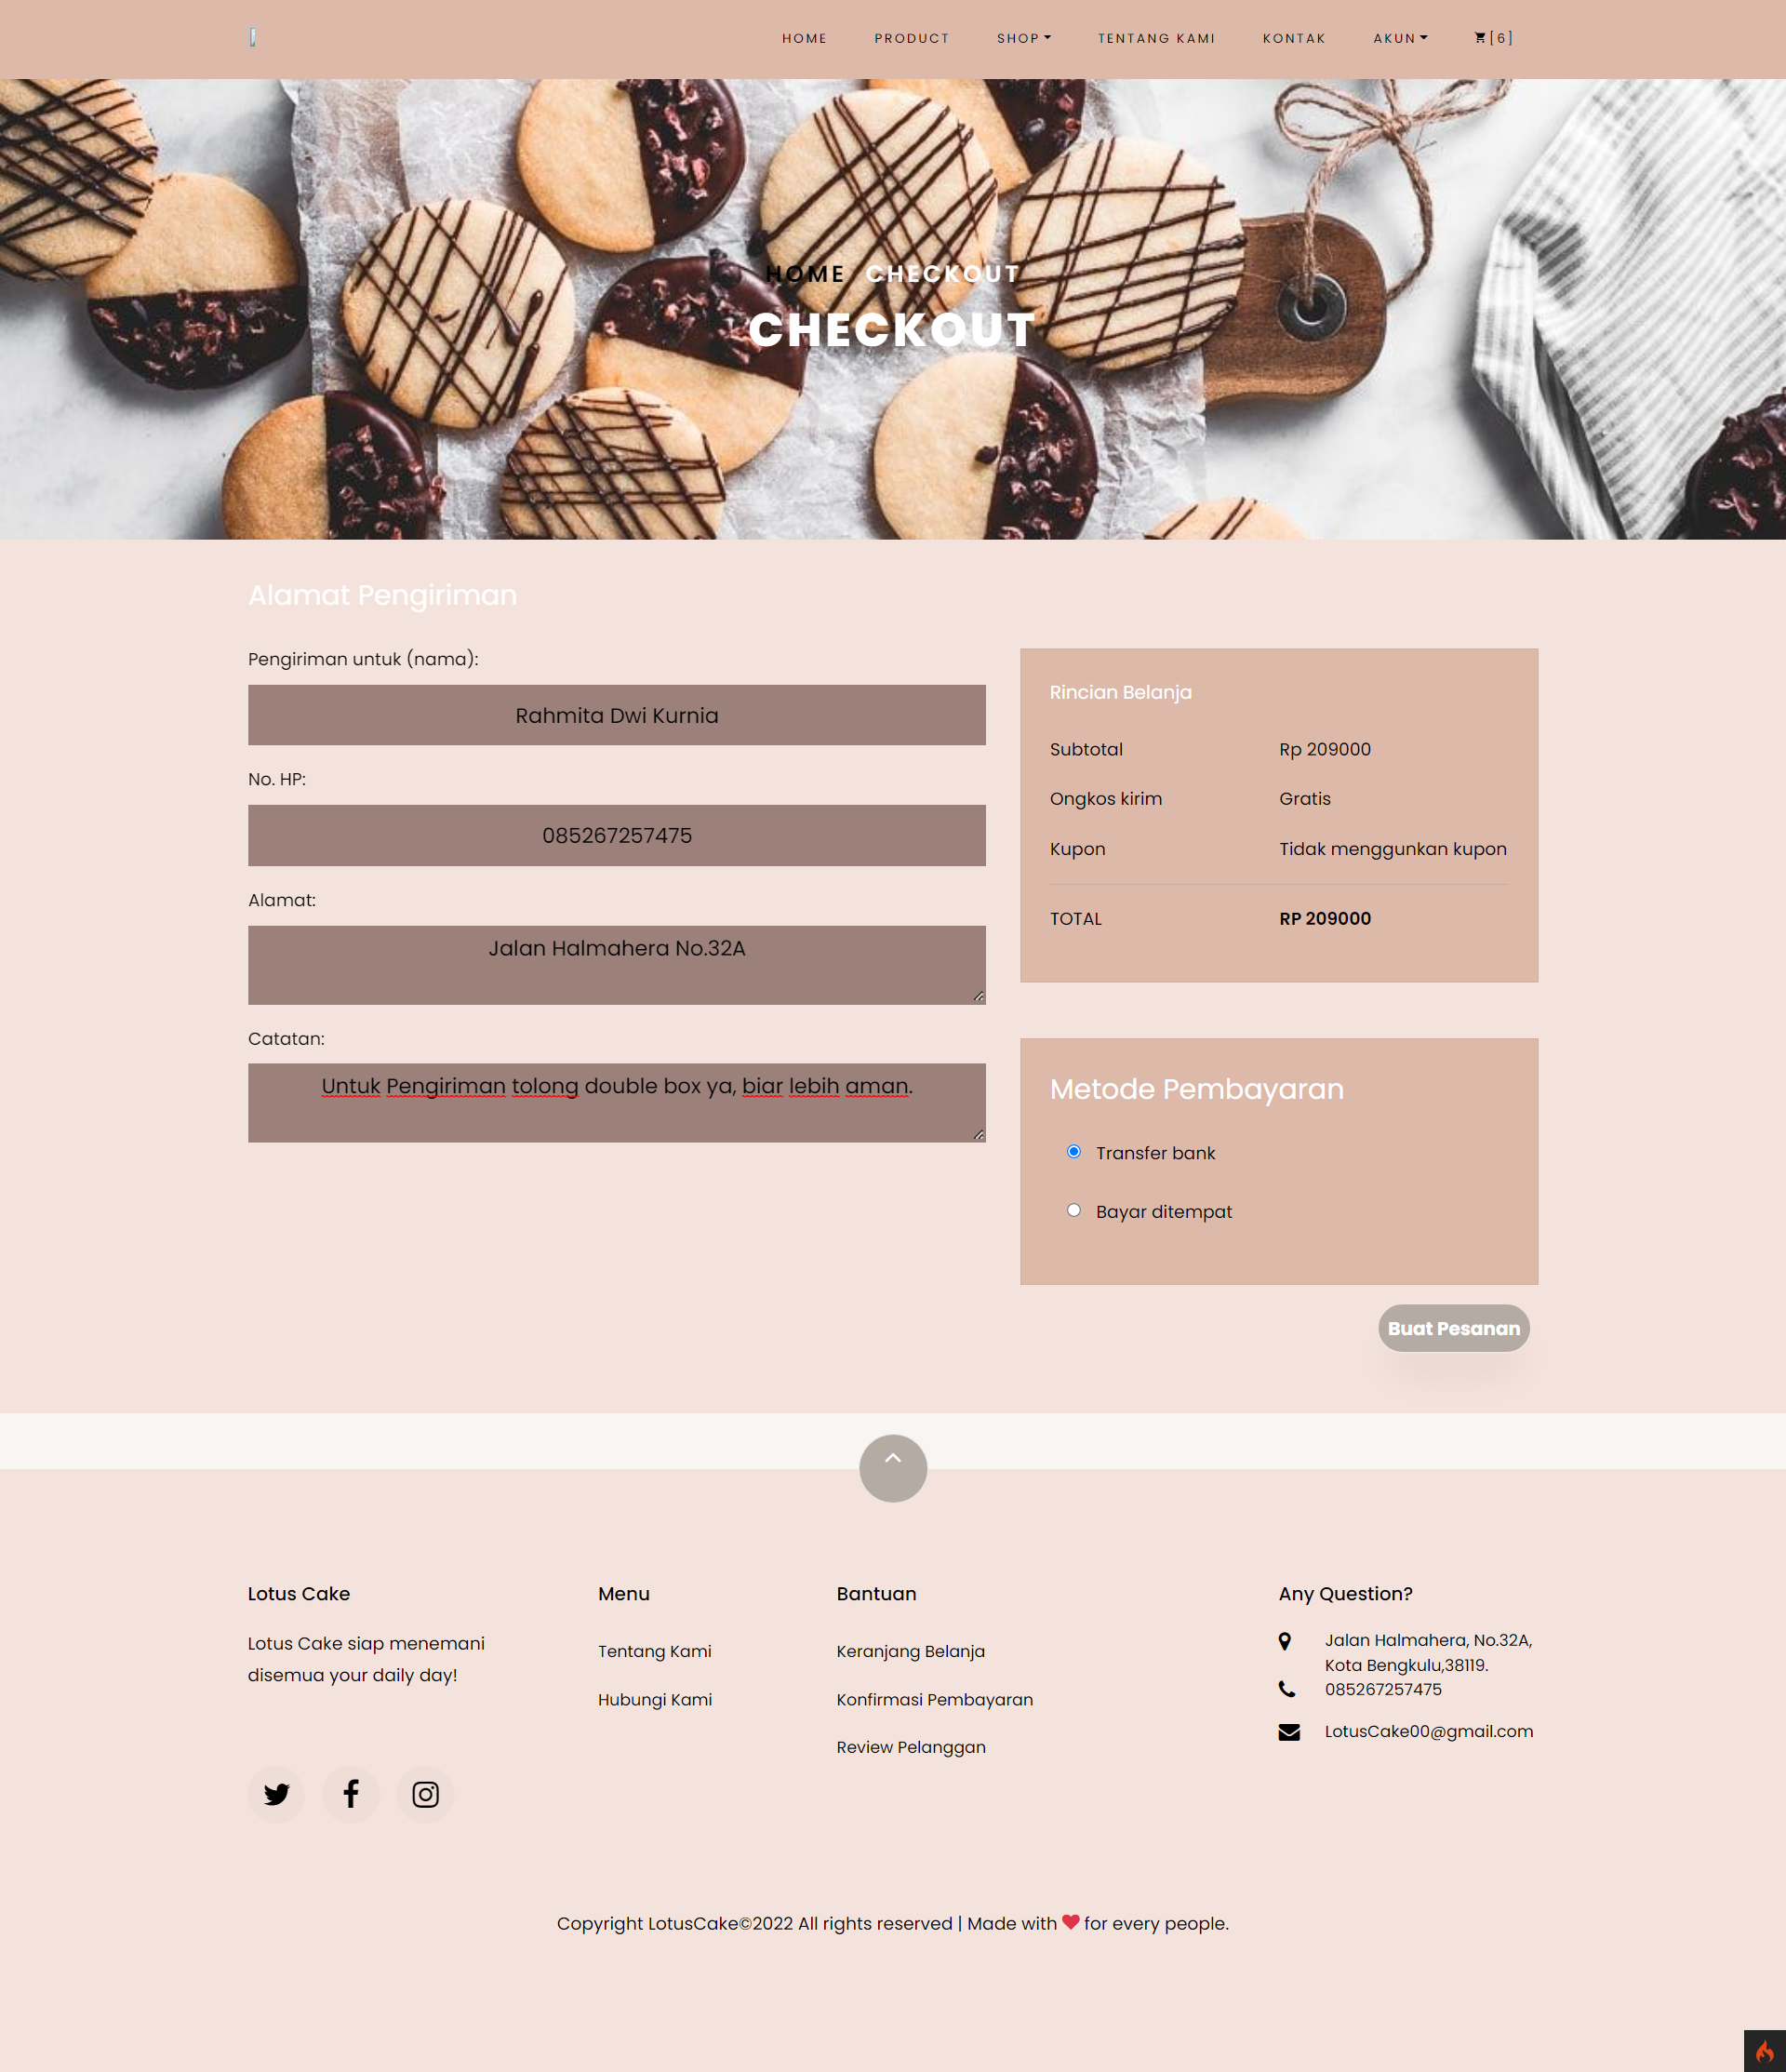 HOME PRODUCT SHOP TENTANG KAMI KONTAK AKUN [6]
HOME CHECKOUT
CHECKOUT
Alamat Pengiriman
Pengiriman untuk (nama):
Rahmita Dwi Kurnia
No. HP:
085267257475
Alamat:
Jalan Halmahera No.32A
Catatan:
Untuk Pengiriman tolong double box ya, biar lebih aman.
Rincian Belanja
Subtotal Rp 209000
Ongkos kirim Gratis
Kupon Tidak menggunkan kupon
TOTAL RP 209000
Metode Pembayaran
Transfer bank
Bayar ditempat
Buat Pesanan
Lotus Cake
Lotus Cake siap menemani
disemua your daily day!
Menu
Tentang Kami
Hubungi Kami
Bantuan
Keranjang Belanja
Konfirmasi Pembayaran
Review Pelanggan
Any Question?
Jalan Halmahera, No.32A,
Kota Bengkulu,38119.
085267257475
LotusCake00@gmail.com
Copyright LotusCake©2022 All rights reserved | Made with ❤ for every people.